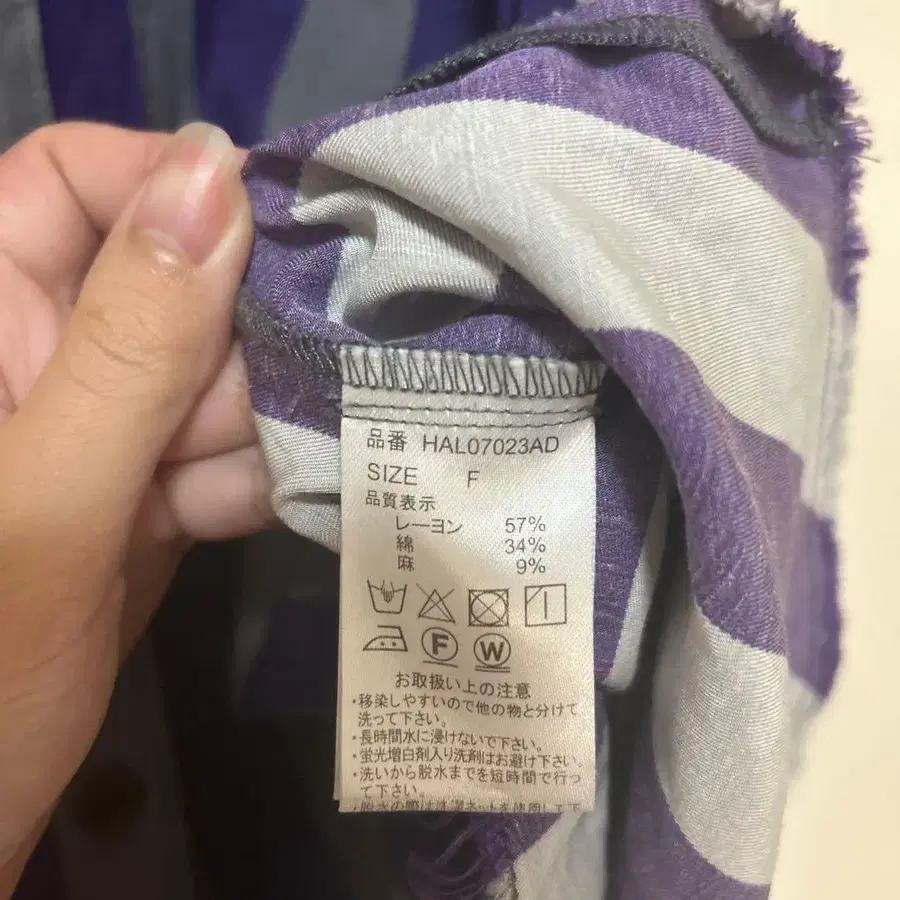 品番 HAL07023AD
SIZE F
品質表示
レーヨン 57%
綿 34%
麻 9%
F W
お取扱い上の注意
・移染しやすいので他の物と分けて
洗って下さい。
・長時間水に浸けないで下さい。
・蛍光増白剤入り洗剤はお避け下さい。
・洗いから脱水までを短時間で行っ
て下さい。